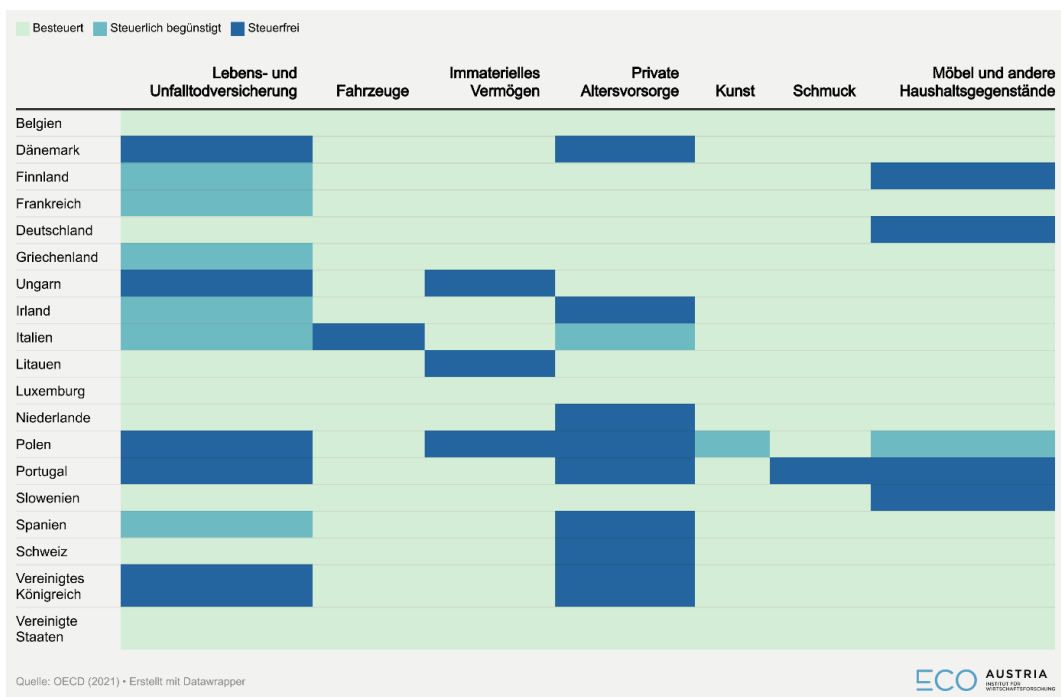 Besteuert Steuerlich begünstigt Steuerfrei
Lebens- und Unfalltodversicherung
Fahrzeuge
Immaterielles Vermögen
Private Altersvorsorge
Kunst
Schmuck
Möbel und andere Haushaltsgegenstände
Belgien
Dänemark
Finnland
Frankreich
Deutschland
Griechenland
Ungarn
Irland
Italien
Litauen
Luxemburg
Niederlande
Polen
Portugal
Slowenien
Spanien
Schweiz
Vereinigtes
Königreich
Vereinigte
Staaten
Quelle: OECD (2021) • Erstellt mit Datawrapper
ECO AUSTRIA
INSTITUT FÜR
WIRTSCHAFTSFORSCHUNG